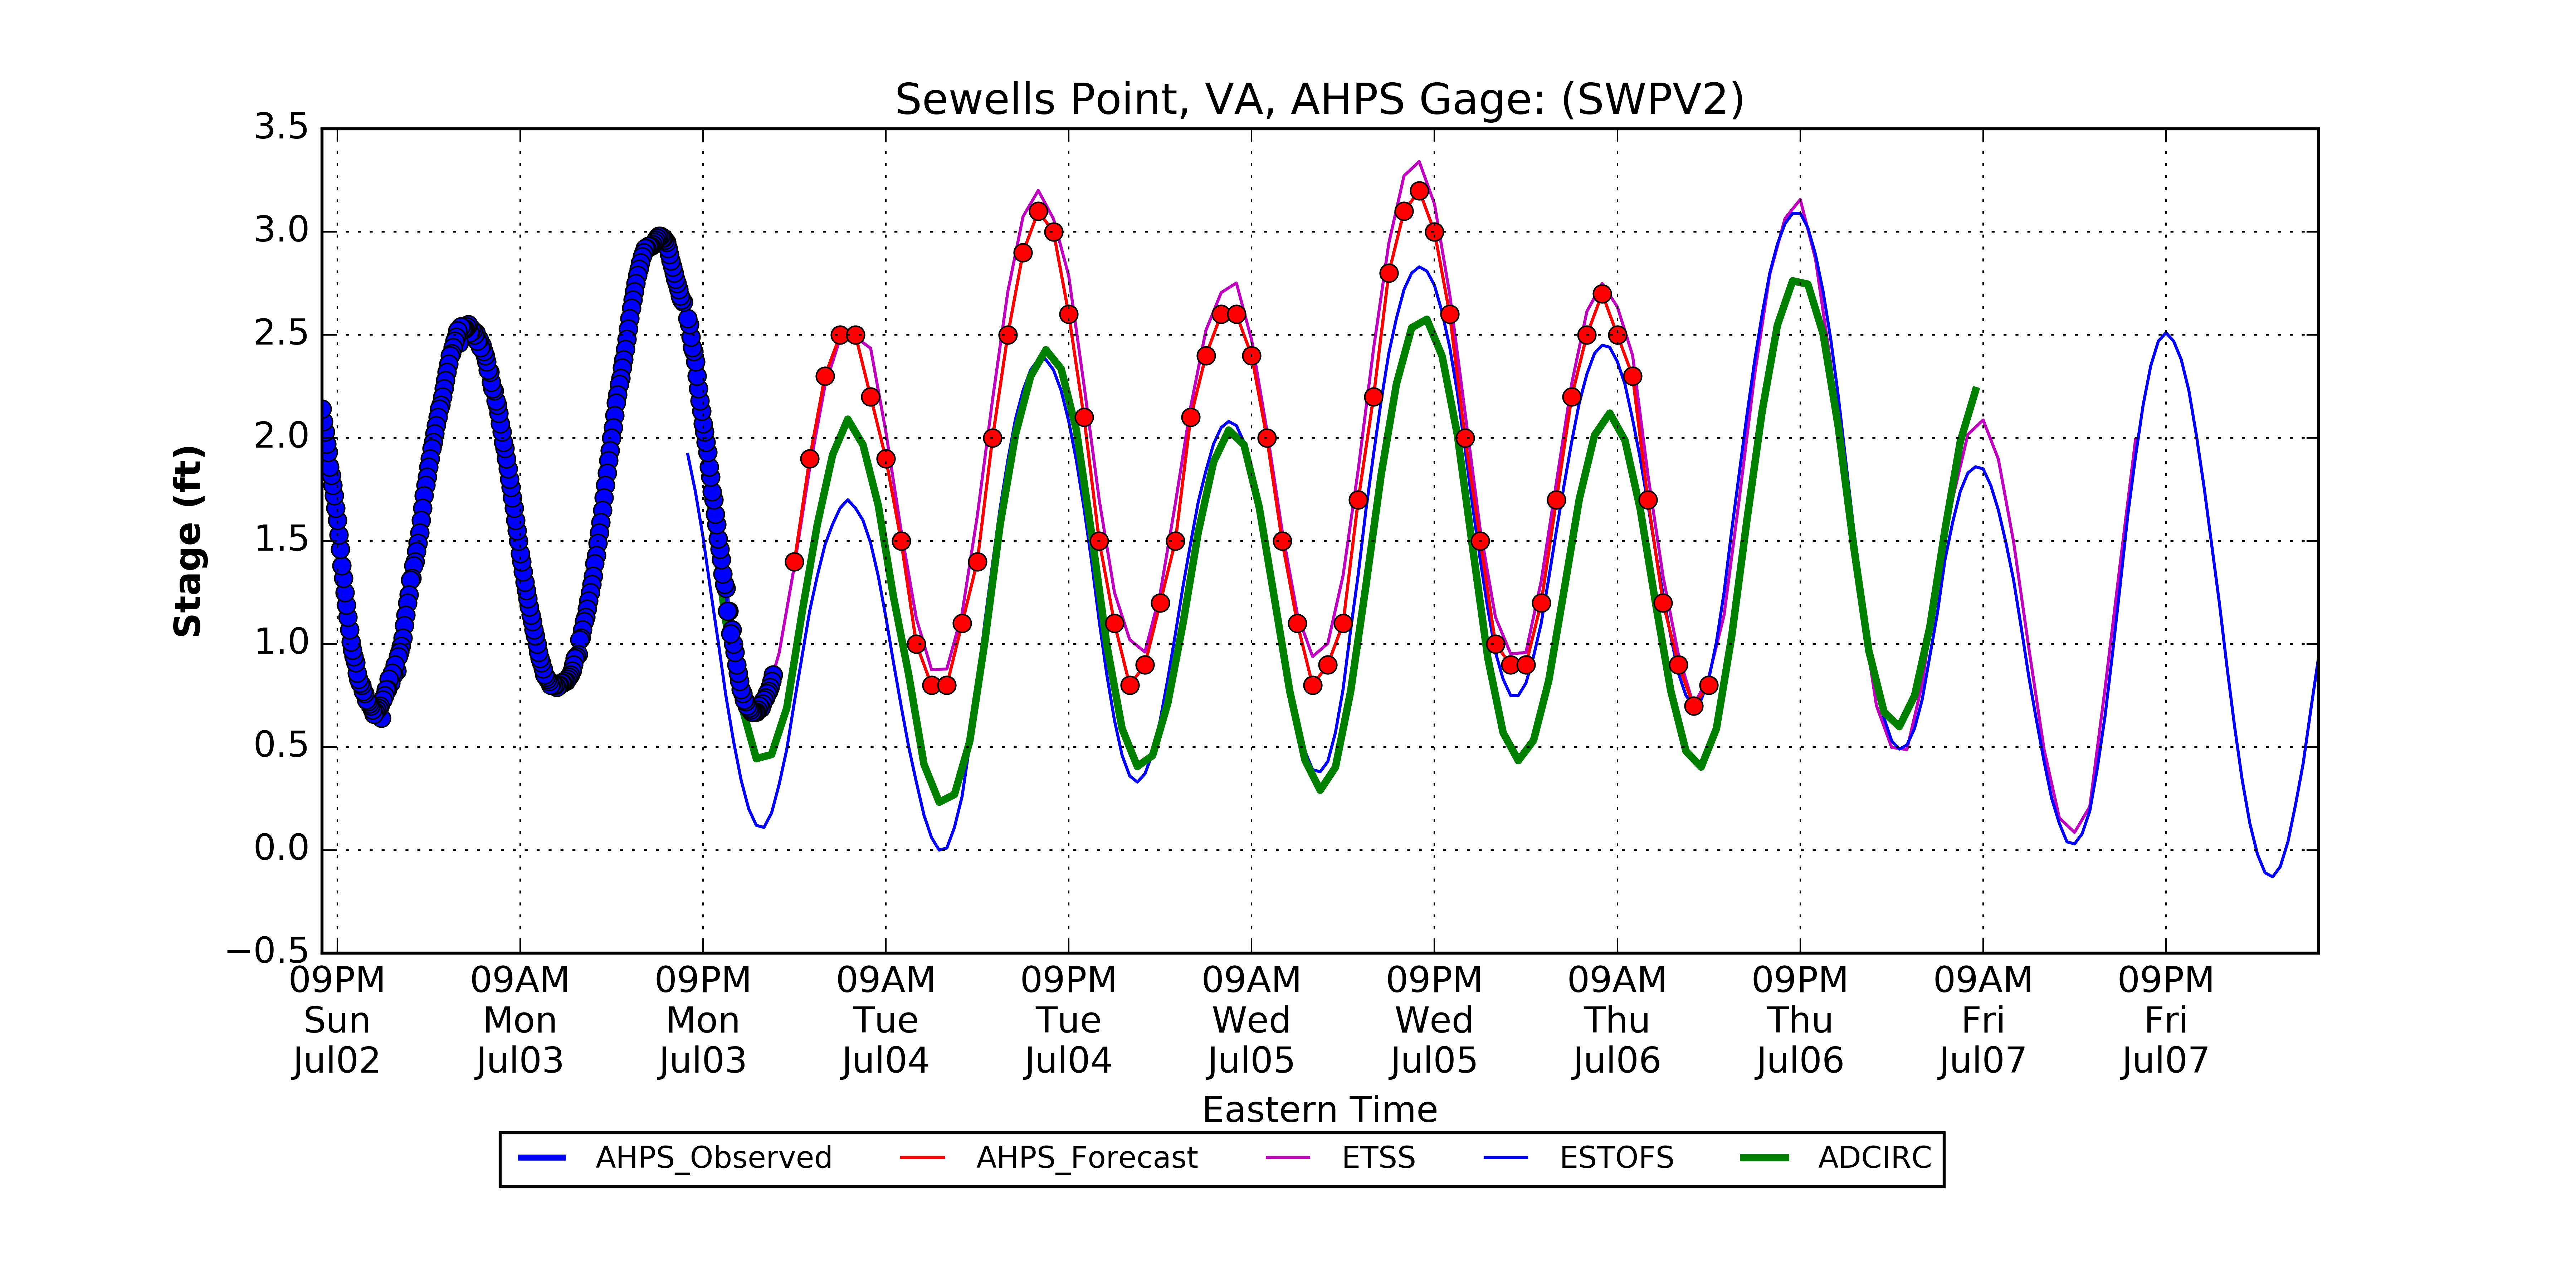 Sewells Point, VA, AHPS Gage: (SWPV2)
3.5
3.0
2.5
2.0
1.5
1.0
0.5
0.0
−0.5
Stage (ft)
09PM 09AM 09PM 09AM 09PM 09AM 09PM 09AM 09PM 09AM 09PM
Sun Mon Mon Tue Tue Wed Wed Thu Thu Fri Fri
Jul02 Jul03 Jul03 Jul04 Jul04 Jul05 Jul05 Jul06 Jul06 Jul07 Jul07
Eastern Time
AHPS_Observed AHPS_Forecast ETSS ESTOFS ADCIRC